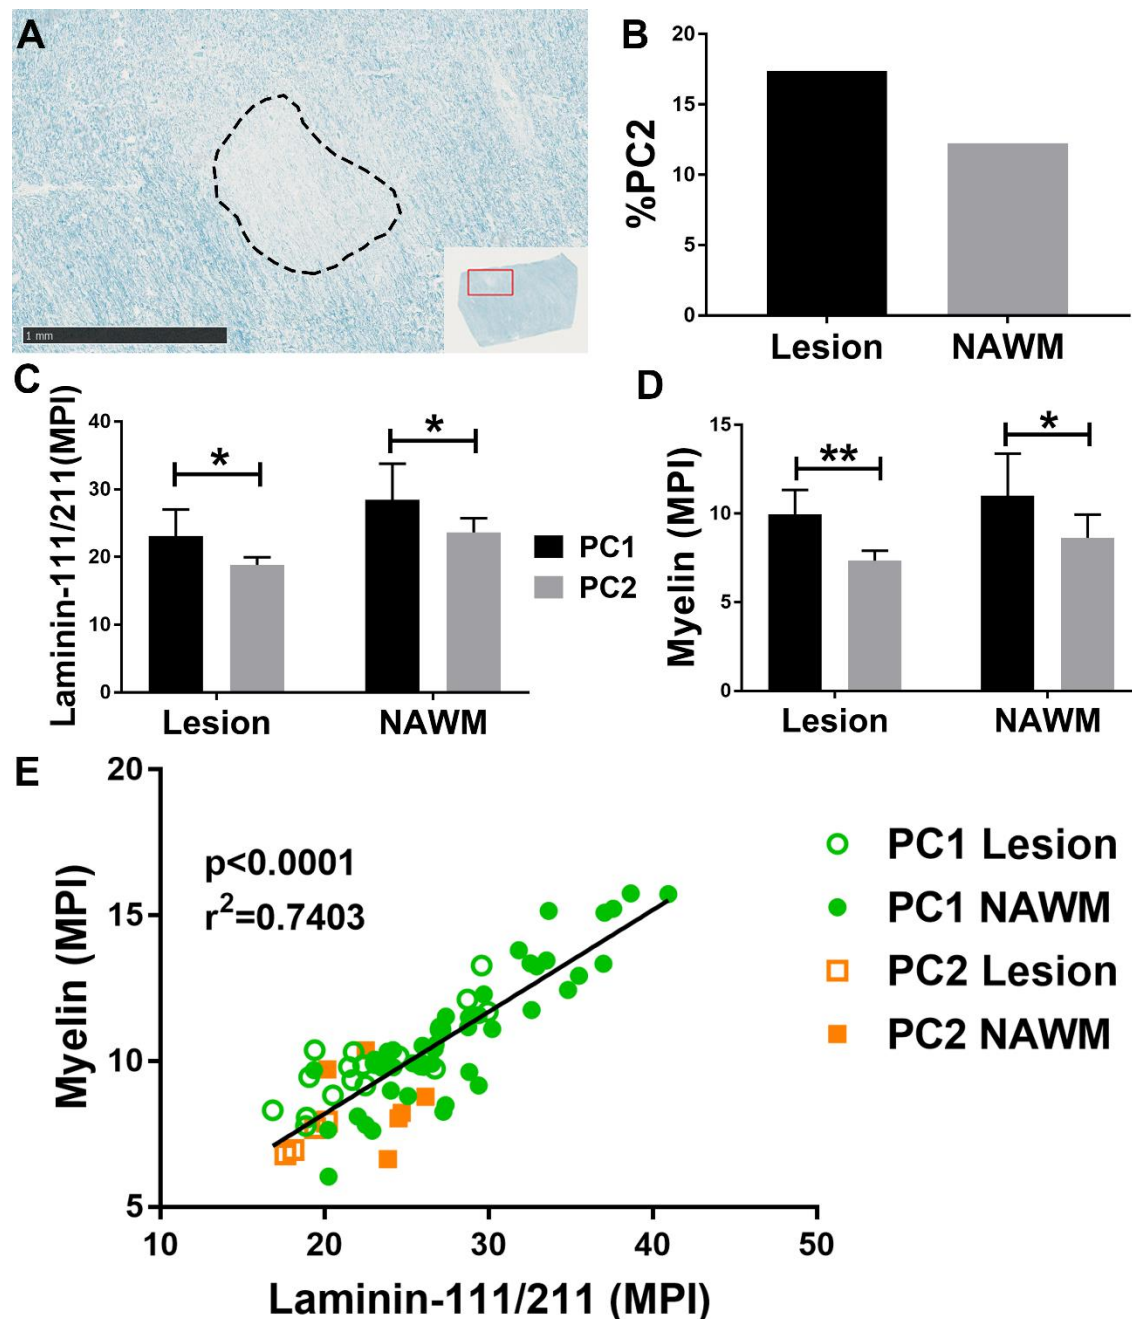 A
1 mm
B
20
15
10
5
0
%PC2
Lesion
NAWM
C
40
30
20
10
0
Laminin-111/211(MPI)
*
*
Lesion
NAWM
PC1
PC2
D
15
10
5
0
Myelin (MPI)
**
*
Lesion
NAWM
E
20
15
10
5
Myelin (MPI)
p<0.0001
r²=0.7403
10
20
30
40
50
Laminin-111/211 (MPI)
PC1 Lesion
PC1 NAWM
PC2 Lesion
PC2 NAWM